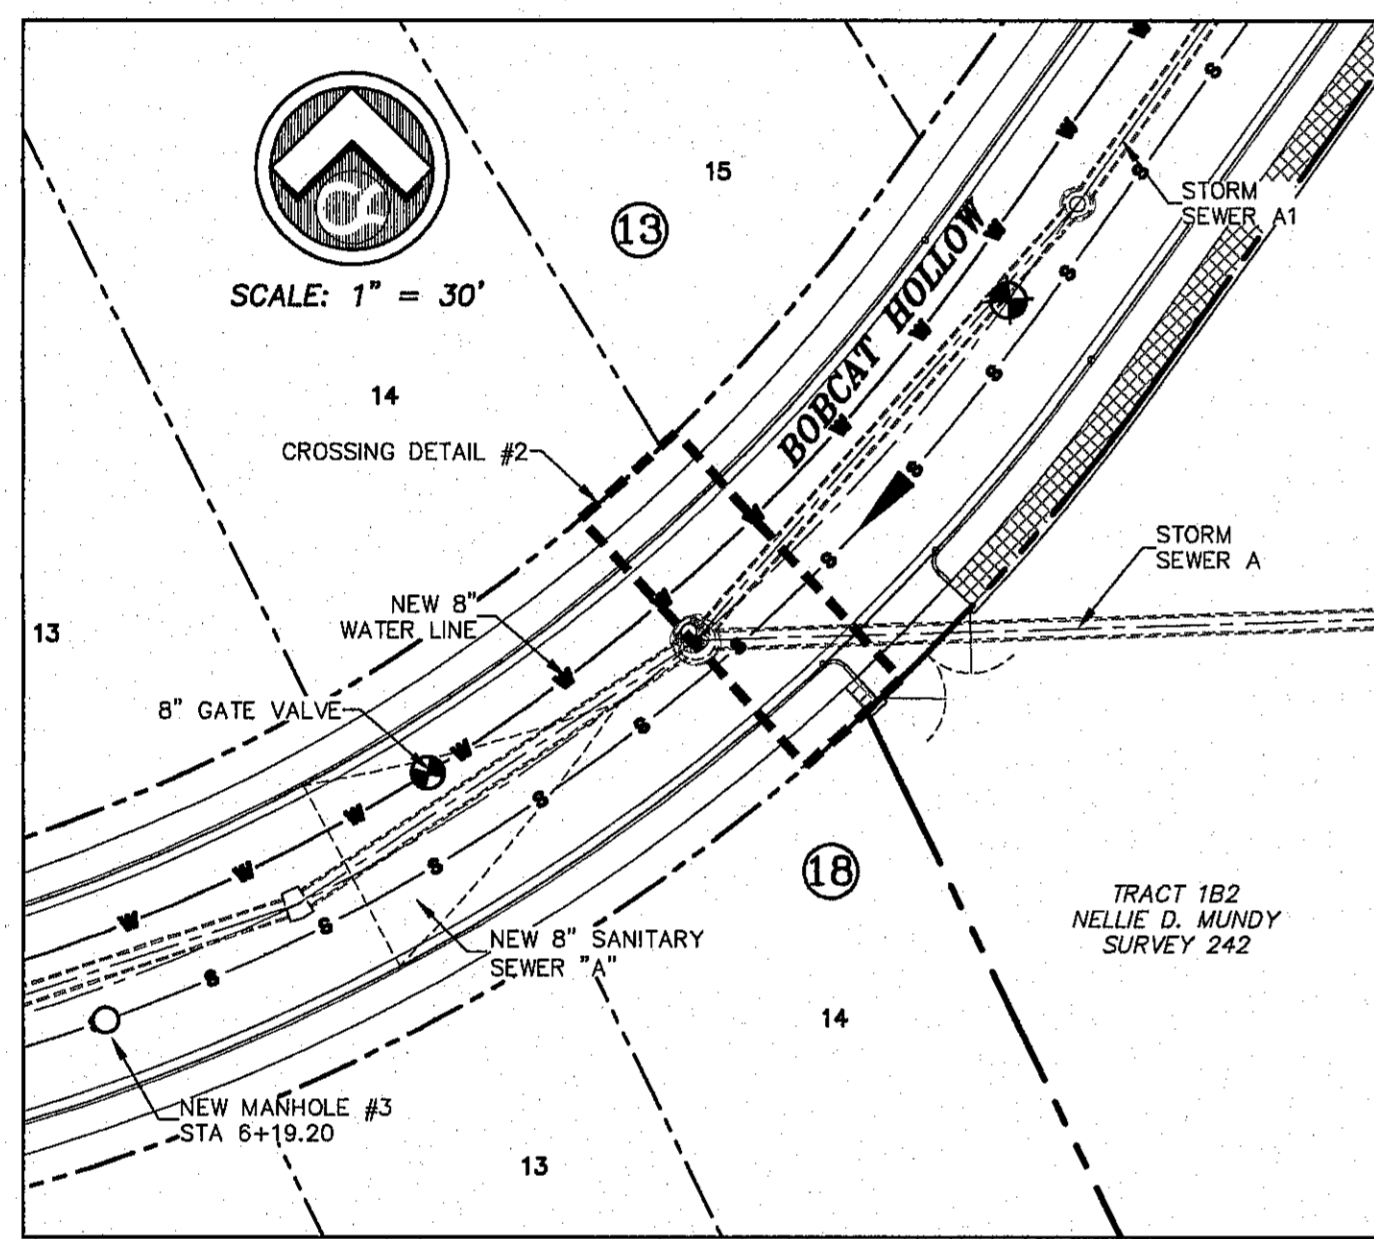 15
STORM
SEWER A1
13
SCALE: 1" = 30'
BOBCAT HOLLOW
14
CROSSING DETAIL #2
STORM
SEWER A
NEW 8"
WATER LINE
13
8" GATE VALVE
18
TRACT 1B2
NELLIE D. MUNDY
SURVEY 242
NEW 8" SANITARY
SEWER "A"
14
NEW MANHOLE #3
STA 6+19.20
13
W
W
W
W
W
W
W
W
W
W
S
S
S
S
S
S
S
S
S
S
S
S
S